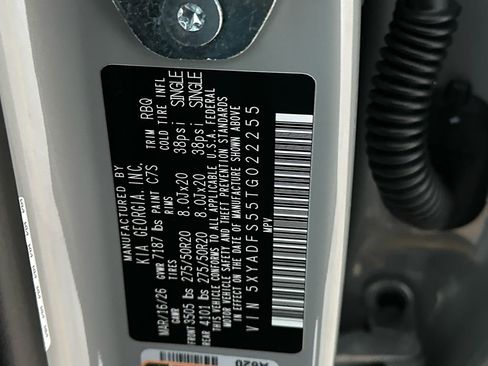 MANUFACTURED BY
KIA GEORGIA, INC.
MAR/16/26 GVWR 7187 lbs PAINT C7S TRIM RBQ
GAWR TIRES RIMS COLD TIRE INFL
FRONT 3505 lbs 275/50R20 8.0Jx20 38psi SINGLE
REAR 4101 lbs 275/50R20 8.0Jx20 38psi SINGLE
THIS VEHICLE CONFORMS TO ALL APPLICABLE U.S.A. FEDERAL
MOTOR VEHICLE SAFETY AND THEFT PREVENTION STANDARDS
IN EFFECT ON THE DATE OF MANUFACTURE SHOWN ABOVE.
VIN 5XYADFS55TG022255
MPV
A620